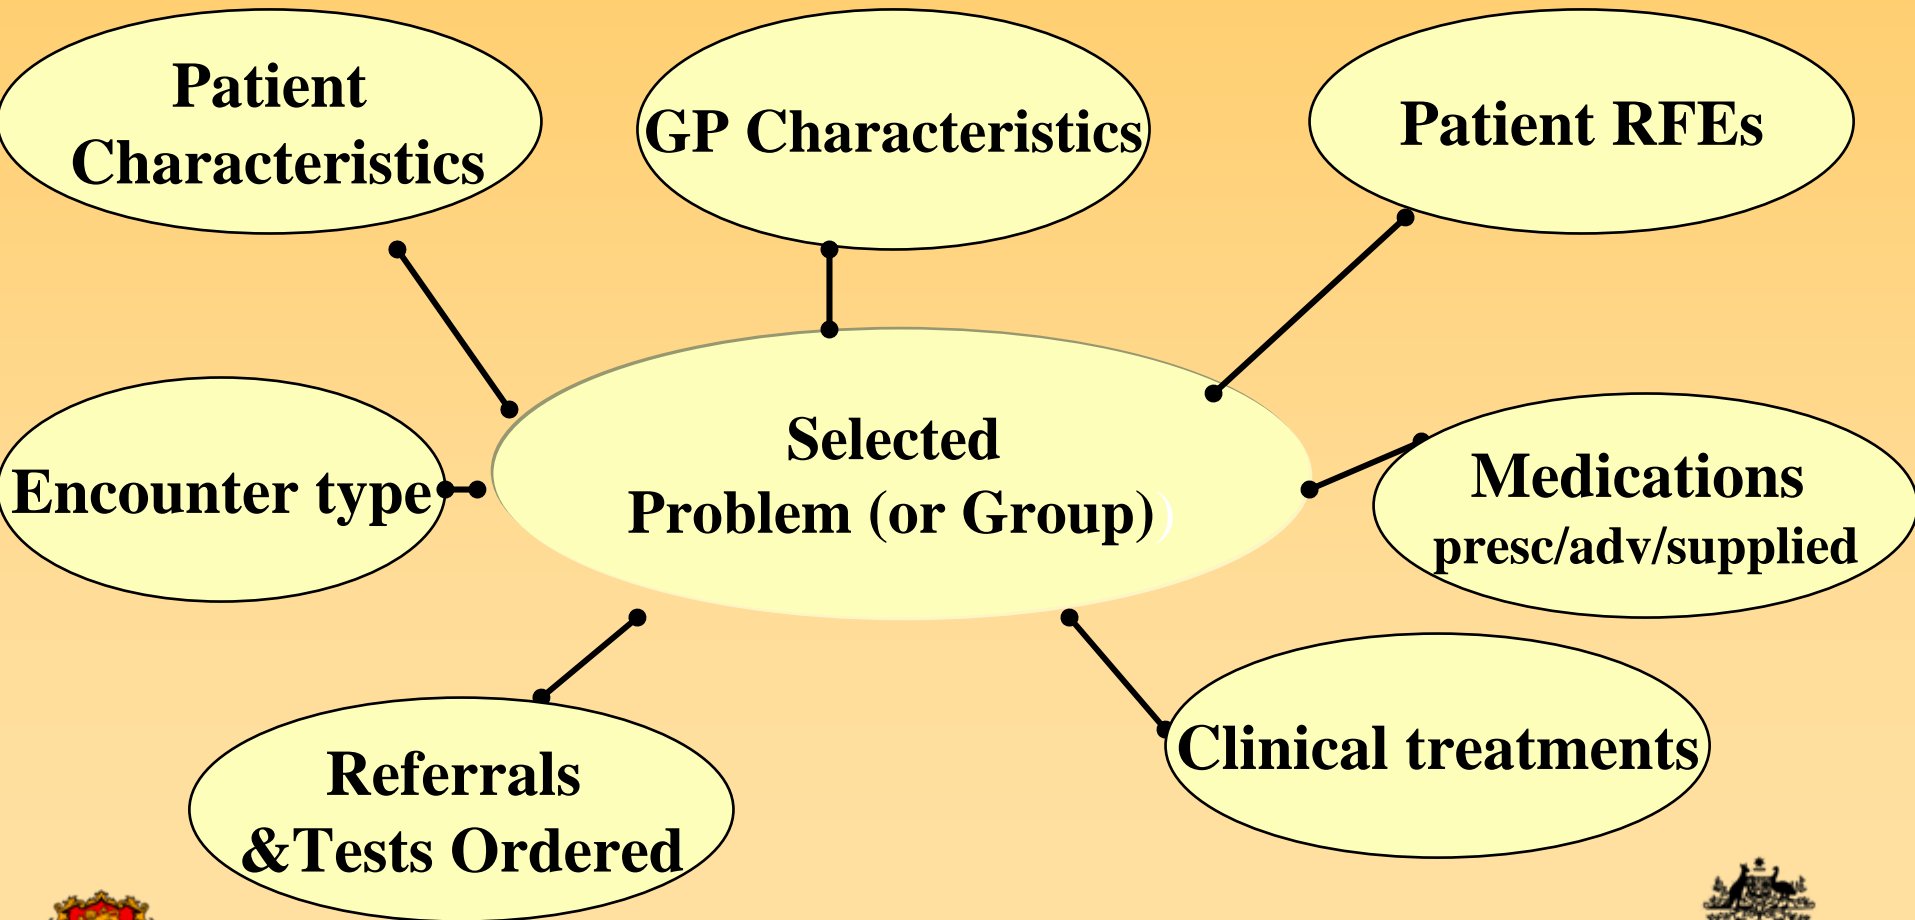 Patient
Characteristics
GP Characteristics
Patient RFEs
Encounter type
Selected
Problem (or Group))
Medications
presc/adv/supplied
Referrals
&Tests Ordered
Clinical treatments